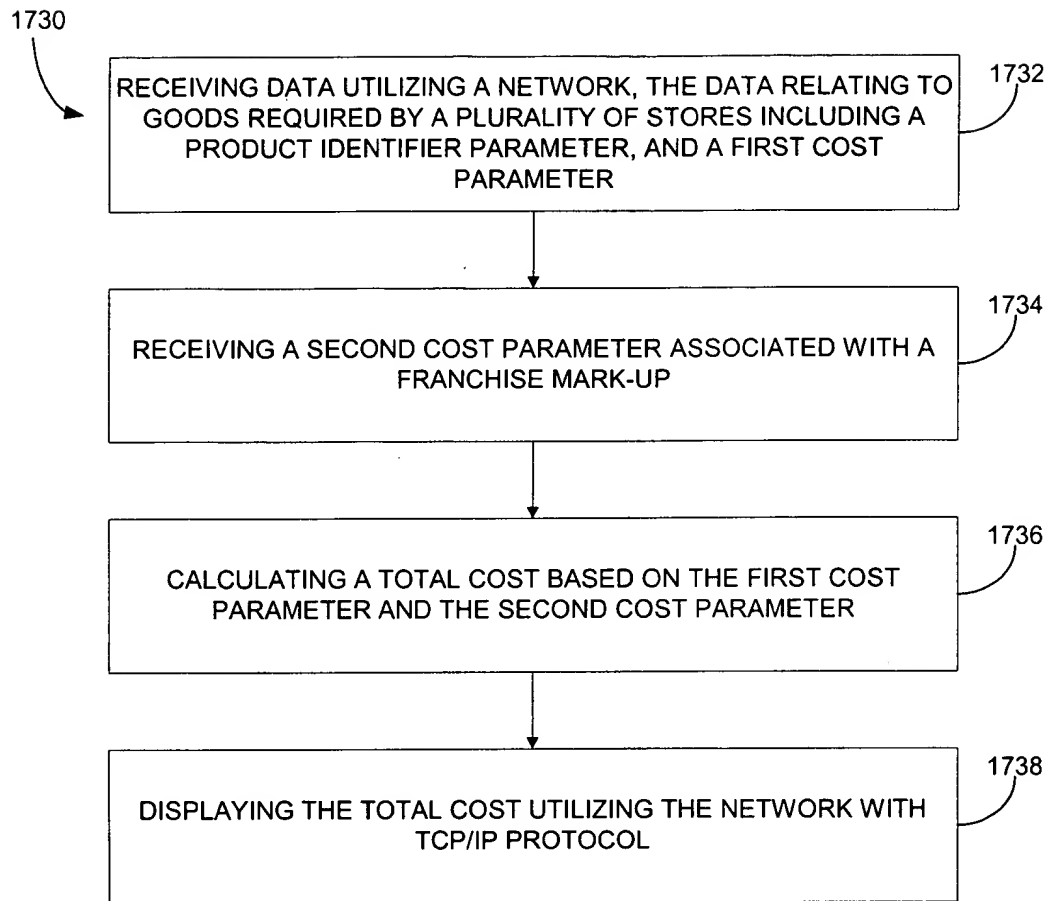 1730
RECEIVING DATA UTILIZING A NETWORK, THE DATA RELATING TO
GOODS REQUIRED BY A PLURALITY OF STORES INCLUDING A
PRODUCT IDENTIFIER PARAMETER, AND A FIRST COST
PARAMETER
1732
RECEIVING A SECOND COST PARAMETER ASSOCIATED WITH A
FRANCHISE MARK-UP
1734
CALCULATING A TOTAL COST BASED ON THE FIRST COST
PARAMETER AND THE SECOND COST PARAMETER
1736
DISPLAYING THE TOTAL COST UTILIZING THE NETWORK WITH
TCP/IP PROTOCOL
1738